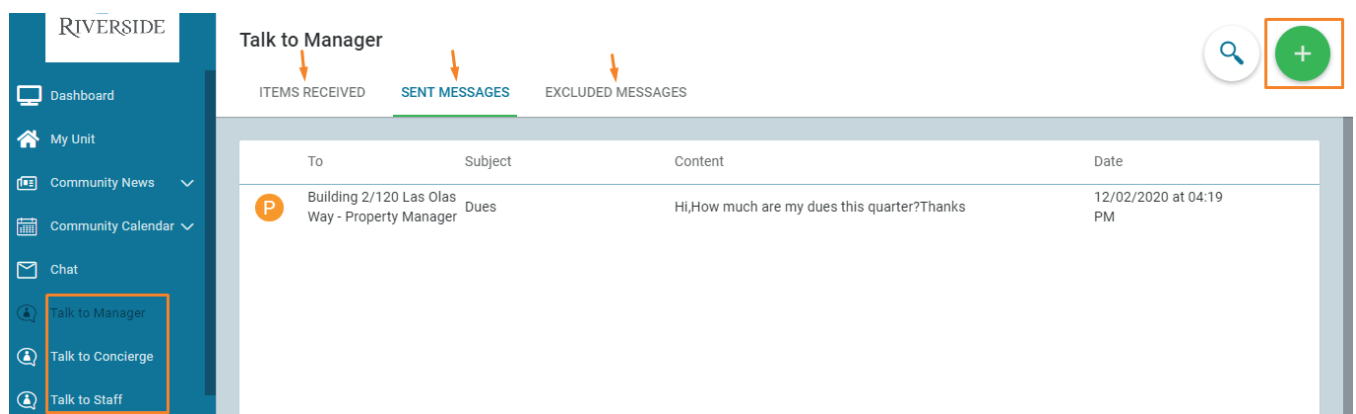 RIVERSIDE
Dashboard
My Unit
Community News
Community Calendar
Chat
Talk to Manager
Talk to Concierge
Talk to Staff
Talk to Manager
ITEMS RECEIVED SENT MESSAGES EXCLUDED MESSAGES
+
To Subject Content Date
P
Building 2/120 Las Olas
Way - Property Manager
Dues
Hi,How much are my dues this quarter?Thanks
12/02/2020 at 04:19
PM